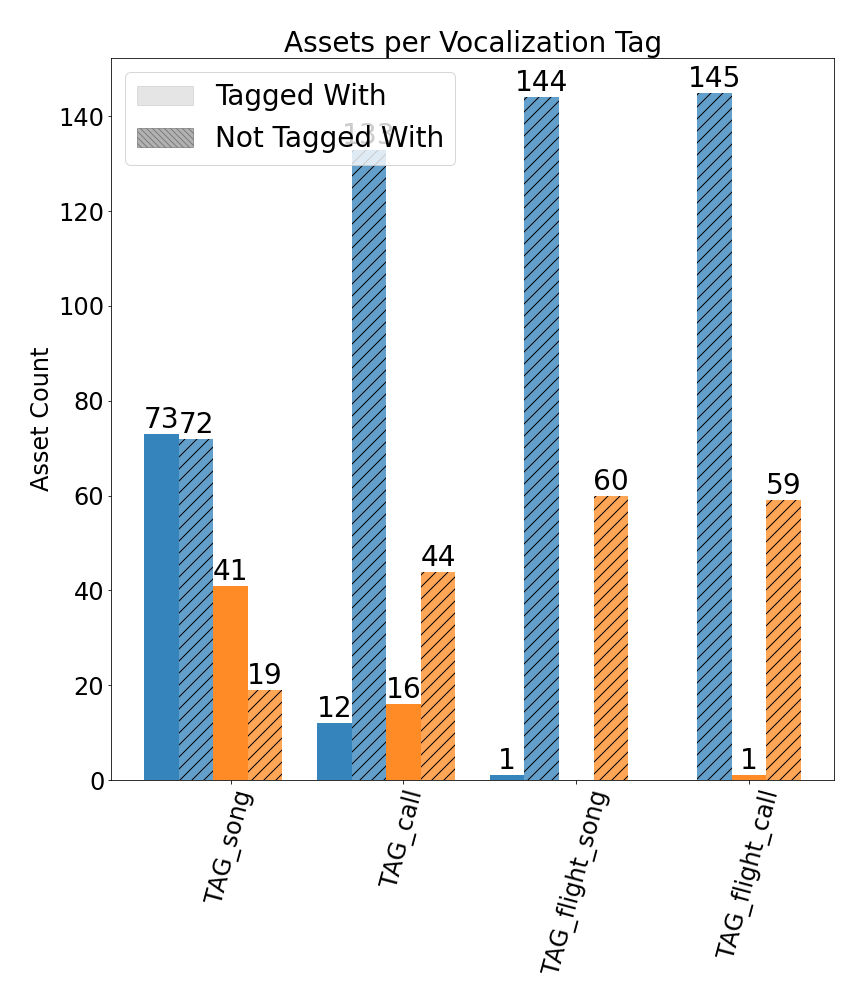 Assets per Vocalization Tag
Tagged With
Not Tagged With
Asset Count
140
120
100
80
60
40
20
0
73
72
41
19
12
133
16
44
1
144
60
145
1
59
TAG_song
TAG_call
TAG_flight_song
TAG_flight_call